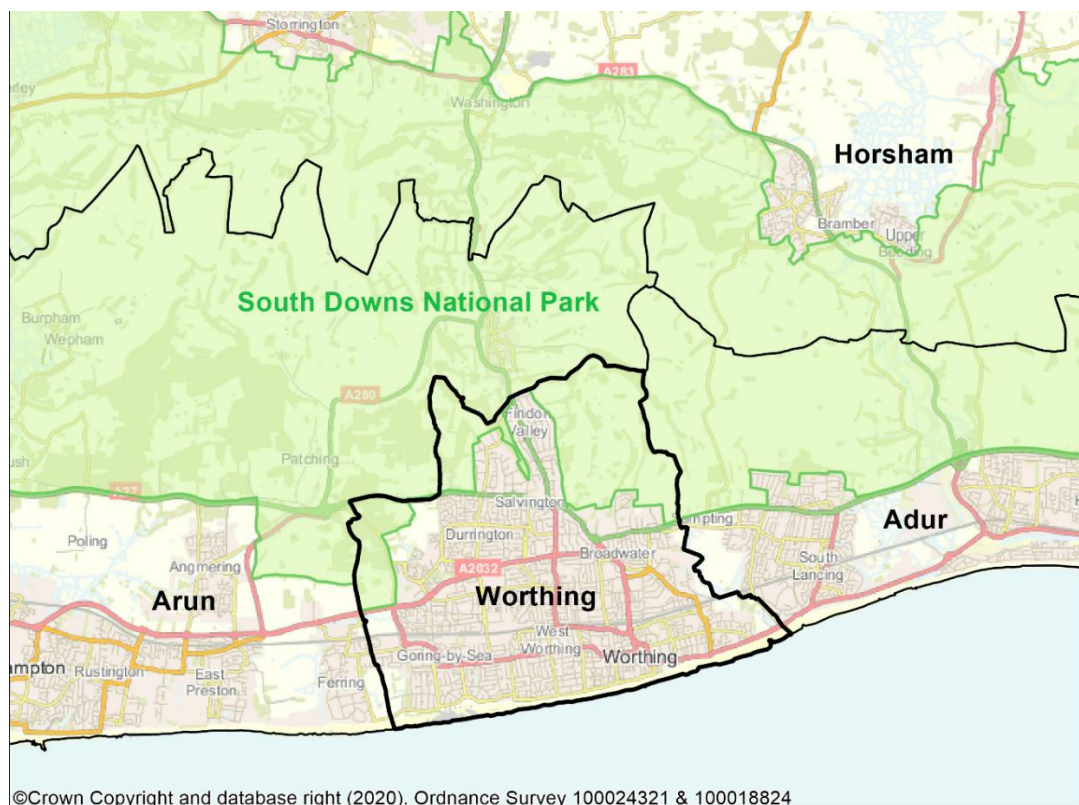 Storrington
A283
Washington
Horsham
Bramber
Upper
Beeding
South Downs National Park
Burpham
Wepham
A280
Findon
Valley
Patching
A27
Salvington
Poling
Durrington
Broadwater
Adur
Angmering
South
Lancing
A2032
Arun
Worthing
West
Worthing
Worthing
Goring-by-Sea
Rustington
East
Preston
Ferring
©Crown Copyright and database right (2020). Ordnance Survey 100024321 & 100018824